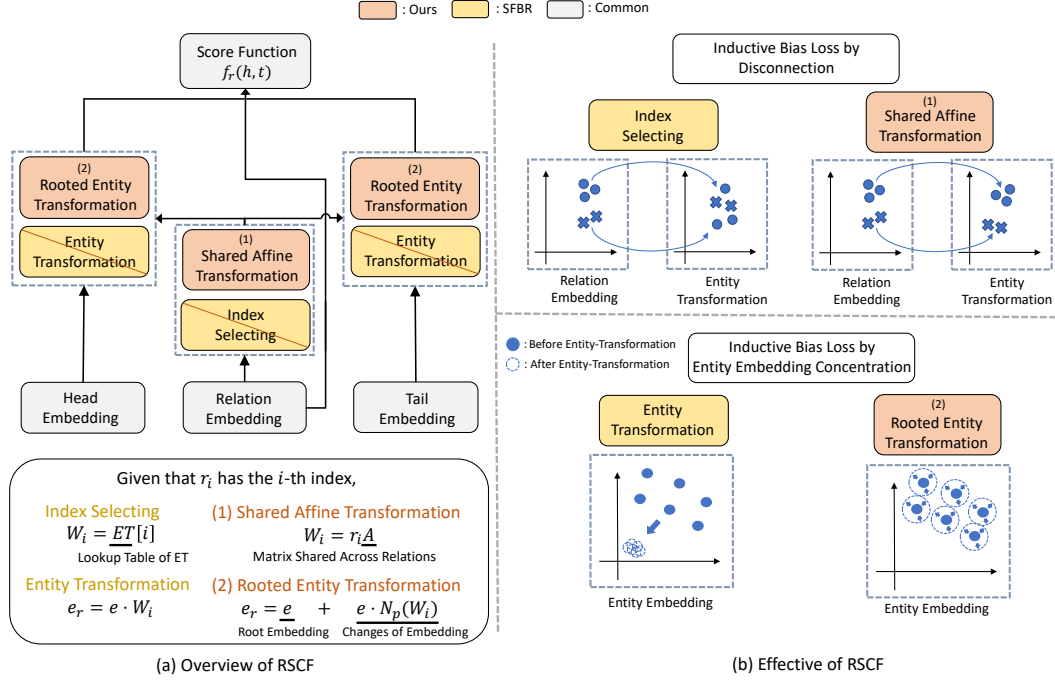 : Ours
: SFBR
: Common
Score Function
f_r(h, t)
(2)
Rooted Entity
Transformation
Entity
Transformation
(1)
Shared Affine
Transformation
Index
Selecting
(2)
Rooted Entity
Transformation
Entity
Transformation
Head
Embedding
Relation
Embedding
Tail
Embedding
Given that r_i has the i-th index,
Index Selecting
W_i = ET[i]
Lookup Table of ET
(1) Shared Affine Transformation
W_i = r_i A
Matrix Shared Across Relations
Entity Transformation
e_r = e · W_i
(2) Rooted Entity Transformation
e_r = e + e · N_p(W_i)
Root Embedding Changes of Embedding
(a) Overview of RSCF
Inductive Bias Loss by
Disconnection
Index
Selecting
Relation
Embedding
Entity
Transformation
(1)
Shared Affine
Transformation
Relation
Embedding
Entity
Transformation
: Before Entity-Transformation
: After Entity-Transformation
Inductive Bias Loss by
Entity Embedding Concentration
Entity
Transformation
Entity Embedding
(2)
Rooted Entity
Transformation
Entity Embedding
(b) Effective of RSCF